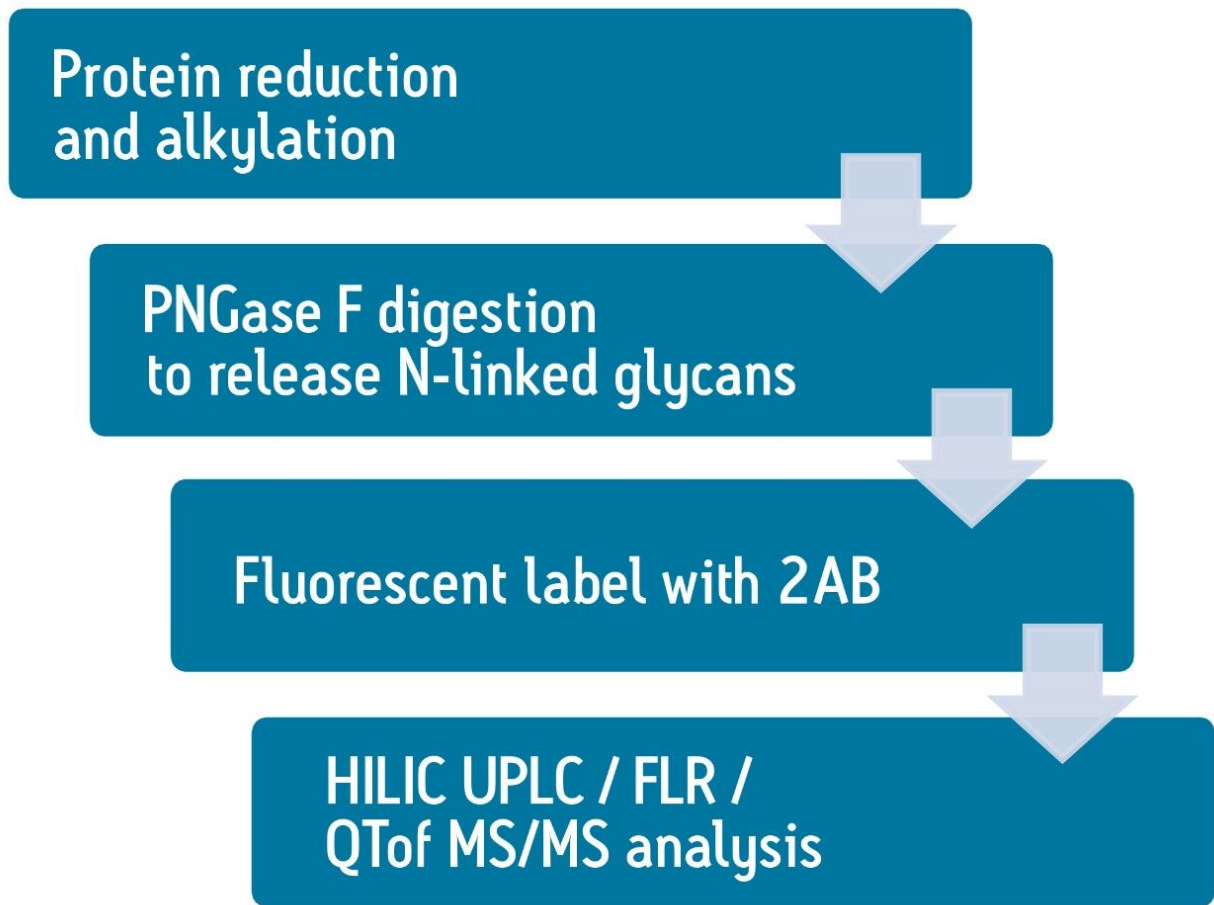 Protein reduction
and alkylation
PNGase F digestion
to release N-linked glycans
Fluorescent label with 2AB
HILIC UPLC / FLR /
QTof MS/MS analysis